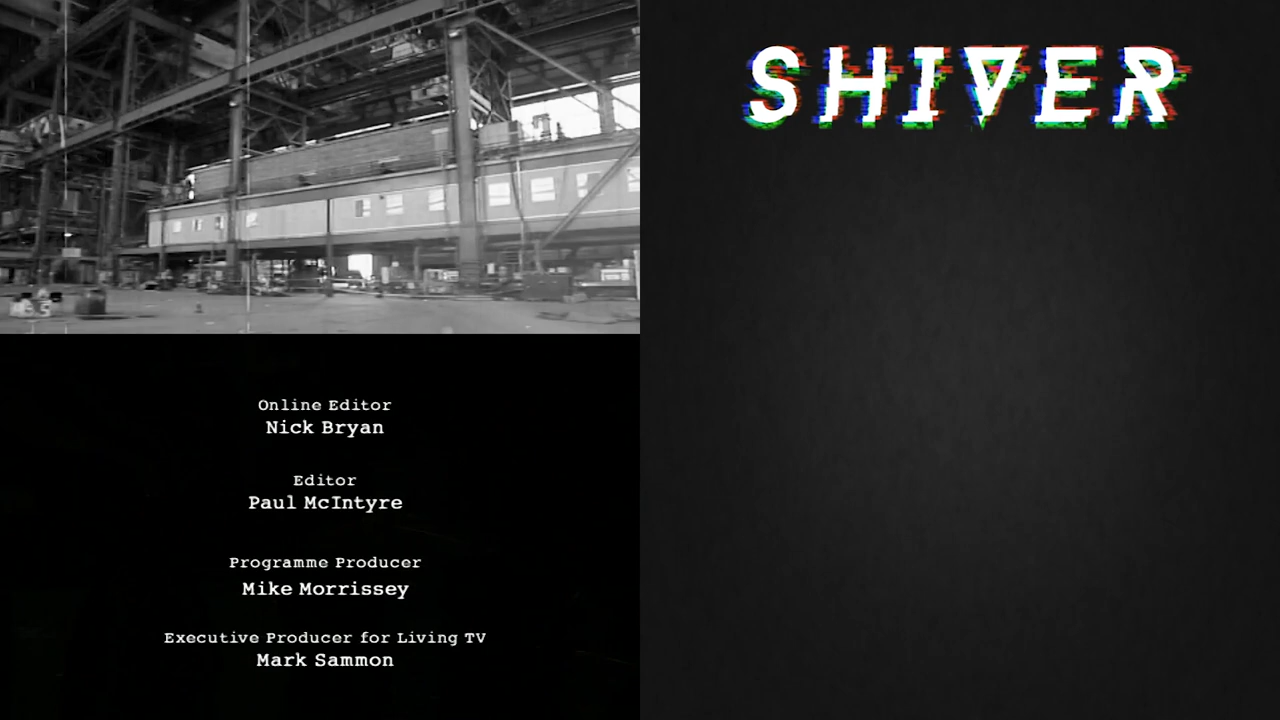 SHIVER
Online Editor
Nick Bryan
Editor
Paul McIntyre
Programme Producer
Mike Morrissey
Executive Producer for Living TV
Mark Sammon